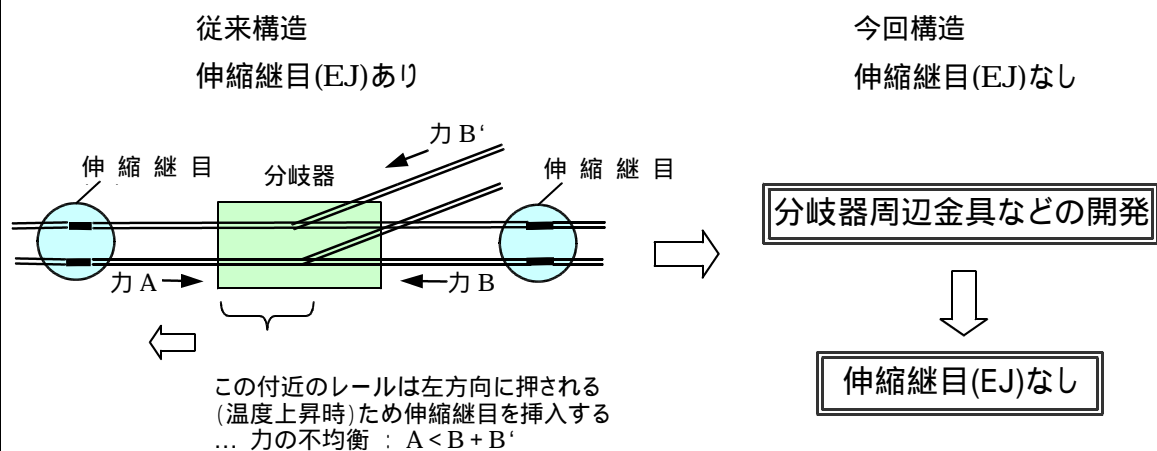 従来構造
伸縮継目(EJ)あり
今回構造
伸縮継目(EJ)なし
力 B‘
伸 縮 継 目
分岐器
伸 縮 継 目
力 A
力 B
分岐器周辺金具などの開発
伸縮継目(EJ)なし
この付近のレールは左方向に押される
(温度上昇時)ため伸縮継目を挿入する
… 力の不均衡 : A < B + B‘